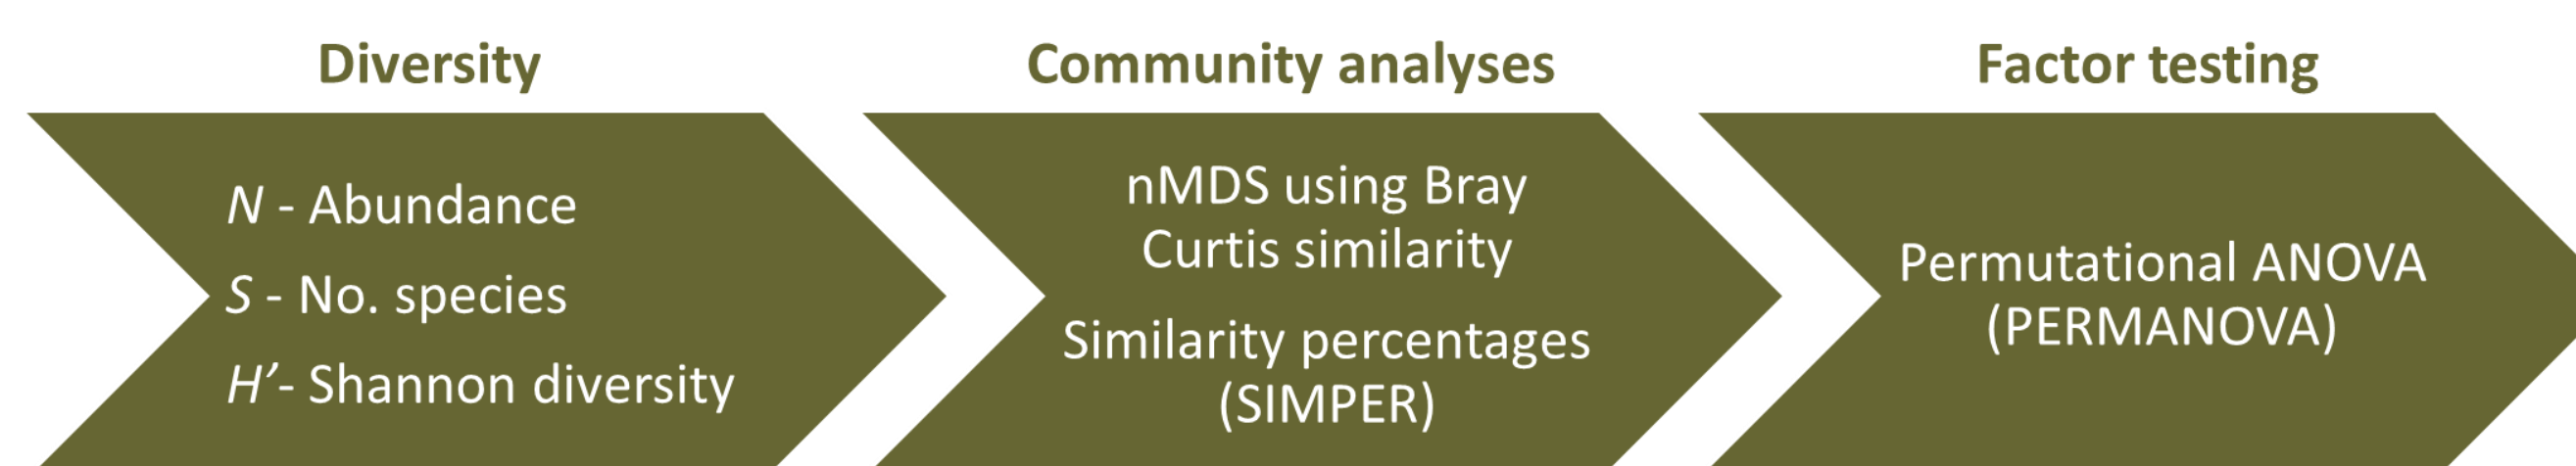 Diversity
N - Abundance
S - No. species
H’- Shannon diversity
Community analyses
nMDS using Bray
Curtis similarity
Similarity percentages
(SIMPER)
Factor testing
Permutational ANOVA
(PERMANOVA)